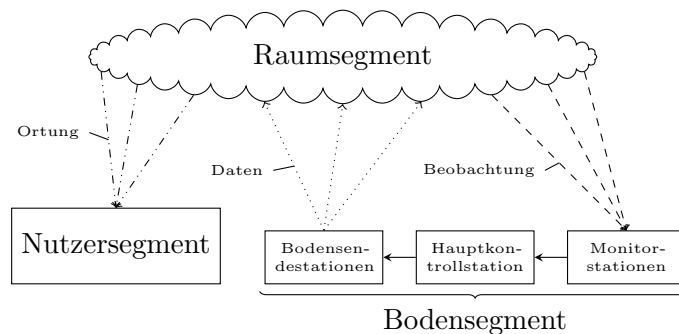 Raumsegment
Ortung
Daten
Beobachtung
Nutzersegment
Bodensen-
destationen
Hauptkon-
trollstation
Monitor-
stationen
Bodensegment